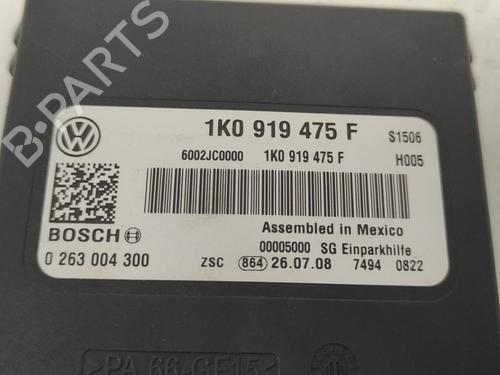 1K0 919 475 F S1506
6002JC0000 1K0 919 475 F H005
Assembled in Mexico
BOSCH 00005000 SG Einparkhilfe
0 263 004 300 ZSC 864 26.07.08 7494 0822
>PA 66-GF15<
B-PARTS